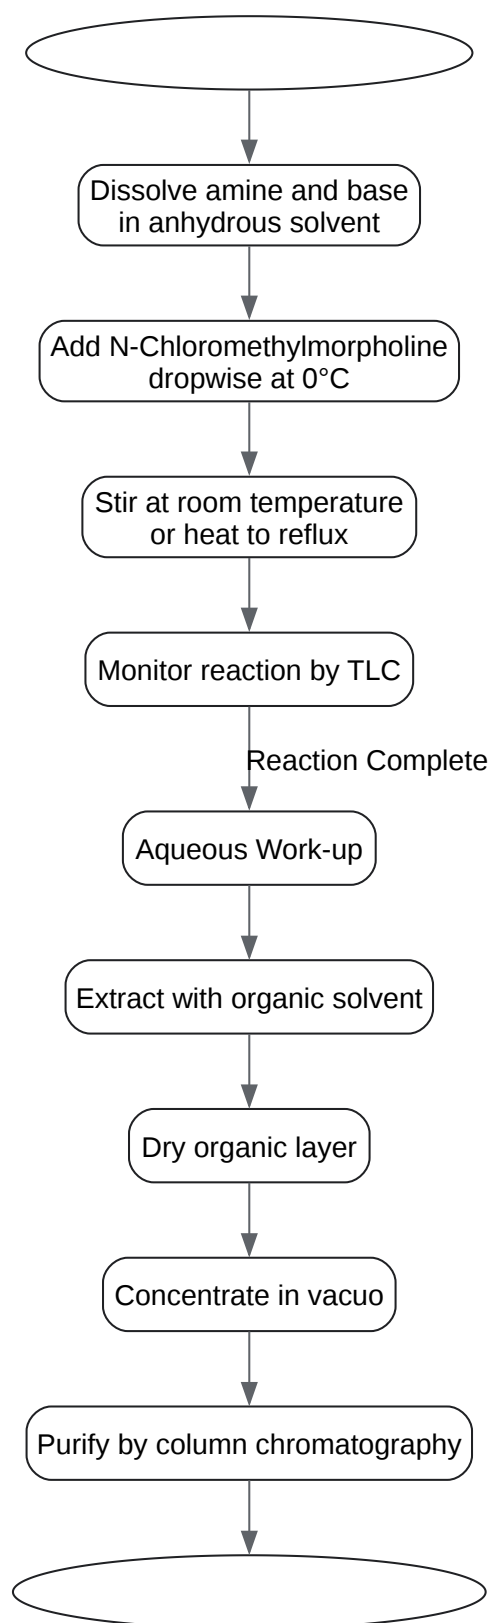 Dissolve amine and base
in anhydrous solvent
Add N-Chloromethylmorpholine
dropwise at 0°C
Stir at room temperature
or heat to reflux
Monitor reaction by TLC
Reaction Complete
Aqueous Work-up
Extract with organic solvent
Dry organic layer
Concentrate in vacuo
Purify by column chromatography